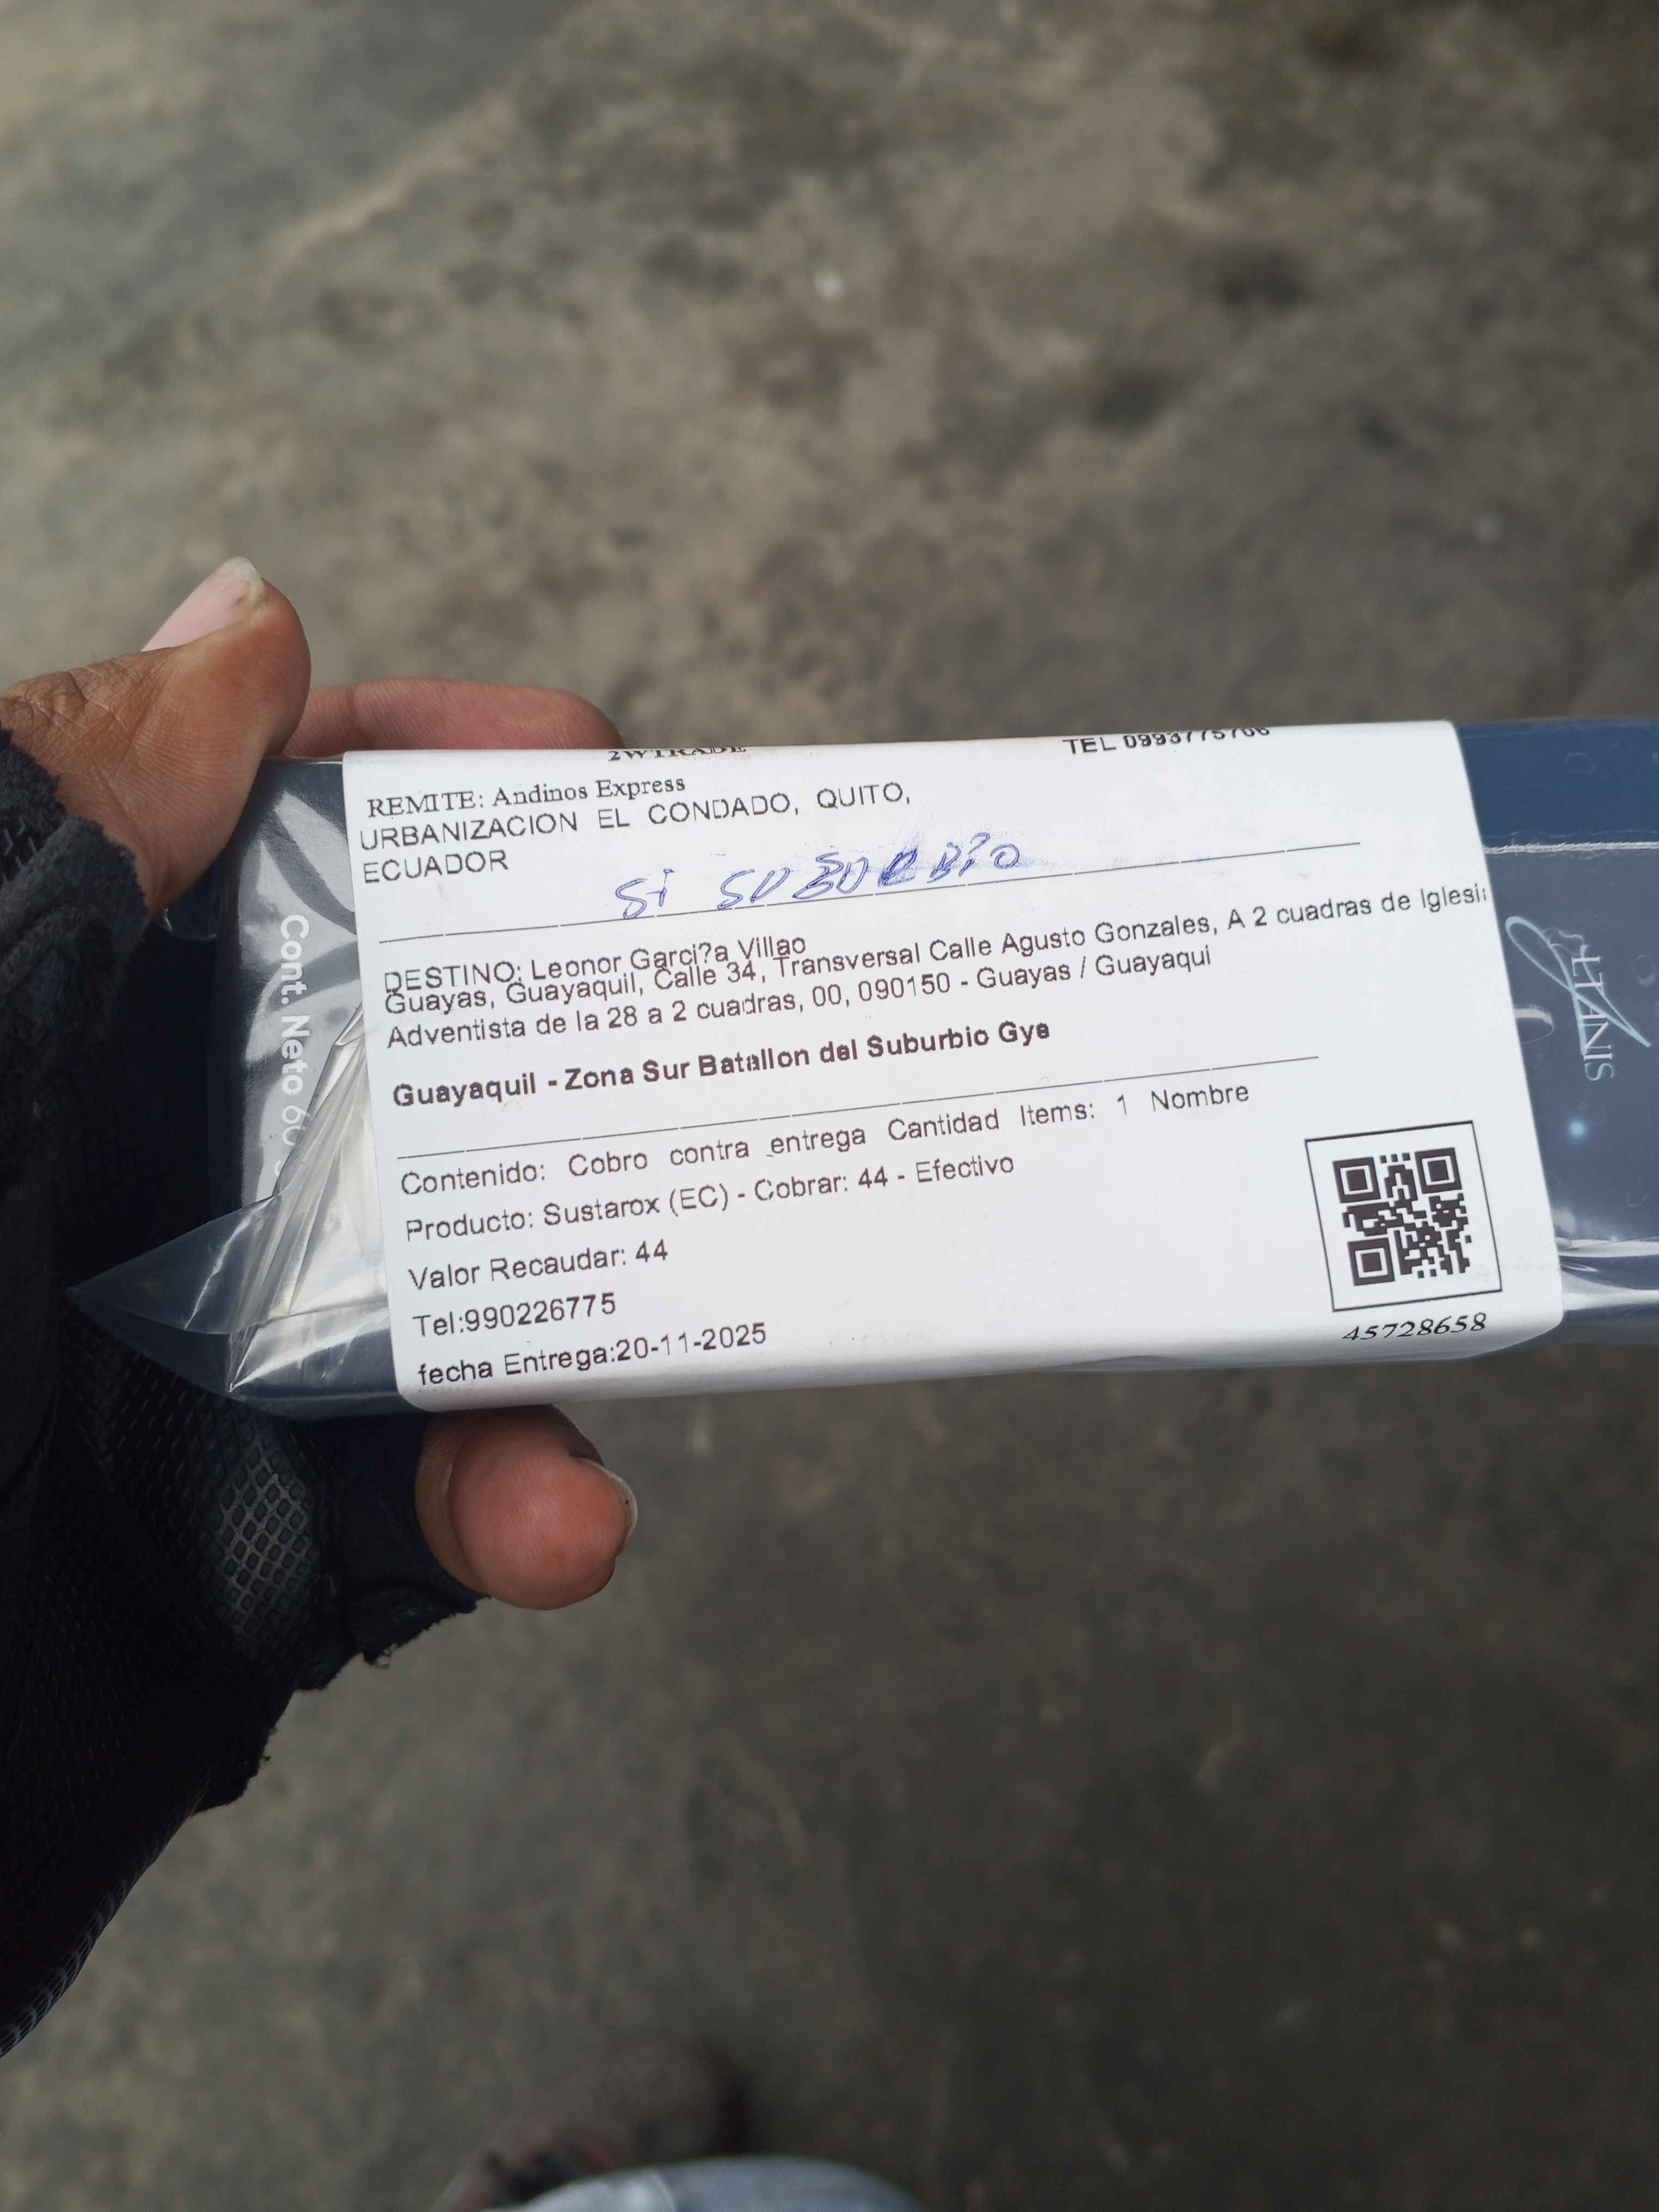 2WTRADE
TEL 0993775706
REMITE: Andinos Express
URBANIZACION EL CONDADO, QUITO,
ECUADOR
Si SUBURBiO
DESTINO: Leonor Garci?a Villao
Guayas, Guayaquil, Calle 34, Transversal Calle Agusto Gonzales, A 2 cuadras de Iglesi
Adventista de la 28 a 2 cuadras, 00, 090150 - Guayas / Guayaqui
Guayaquil - Zona Sur Batallon del Suburbio Gye
Contenido: Cobro contra entrega Cantidad Items: 1 Nombre
Producto: Sustarox (EC) - Cobrar: 44 - Efectivo
Valor Recaudar: 44
Tel:990226775
fecha Entrega:20-11-2025
45728658
Cont. Neto 60